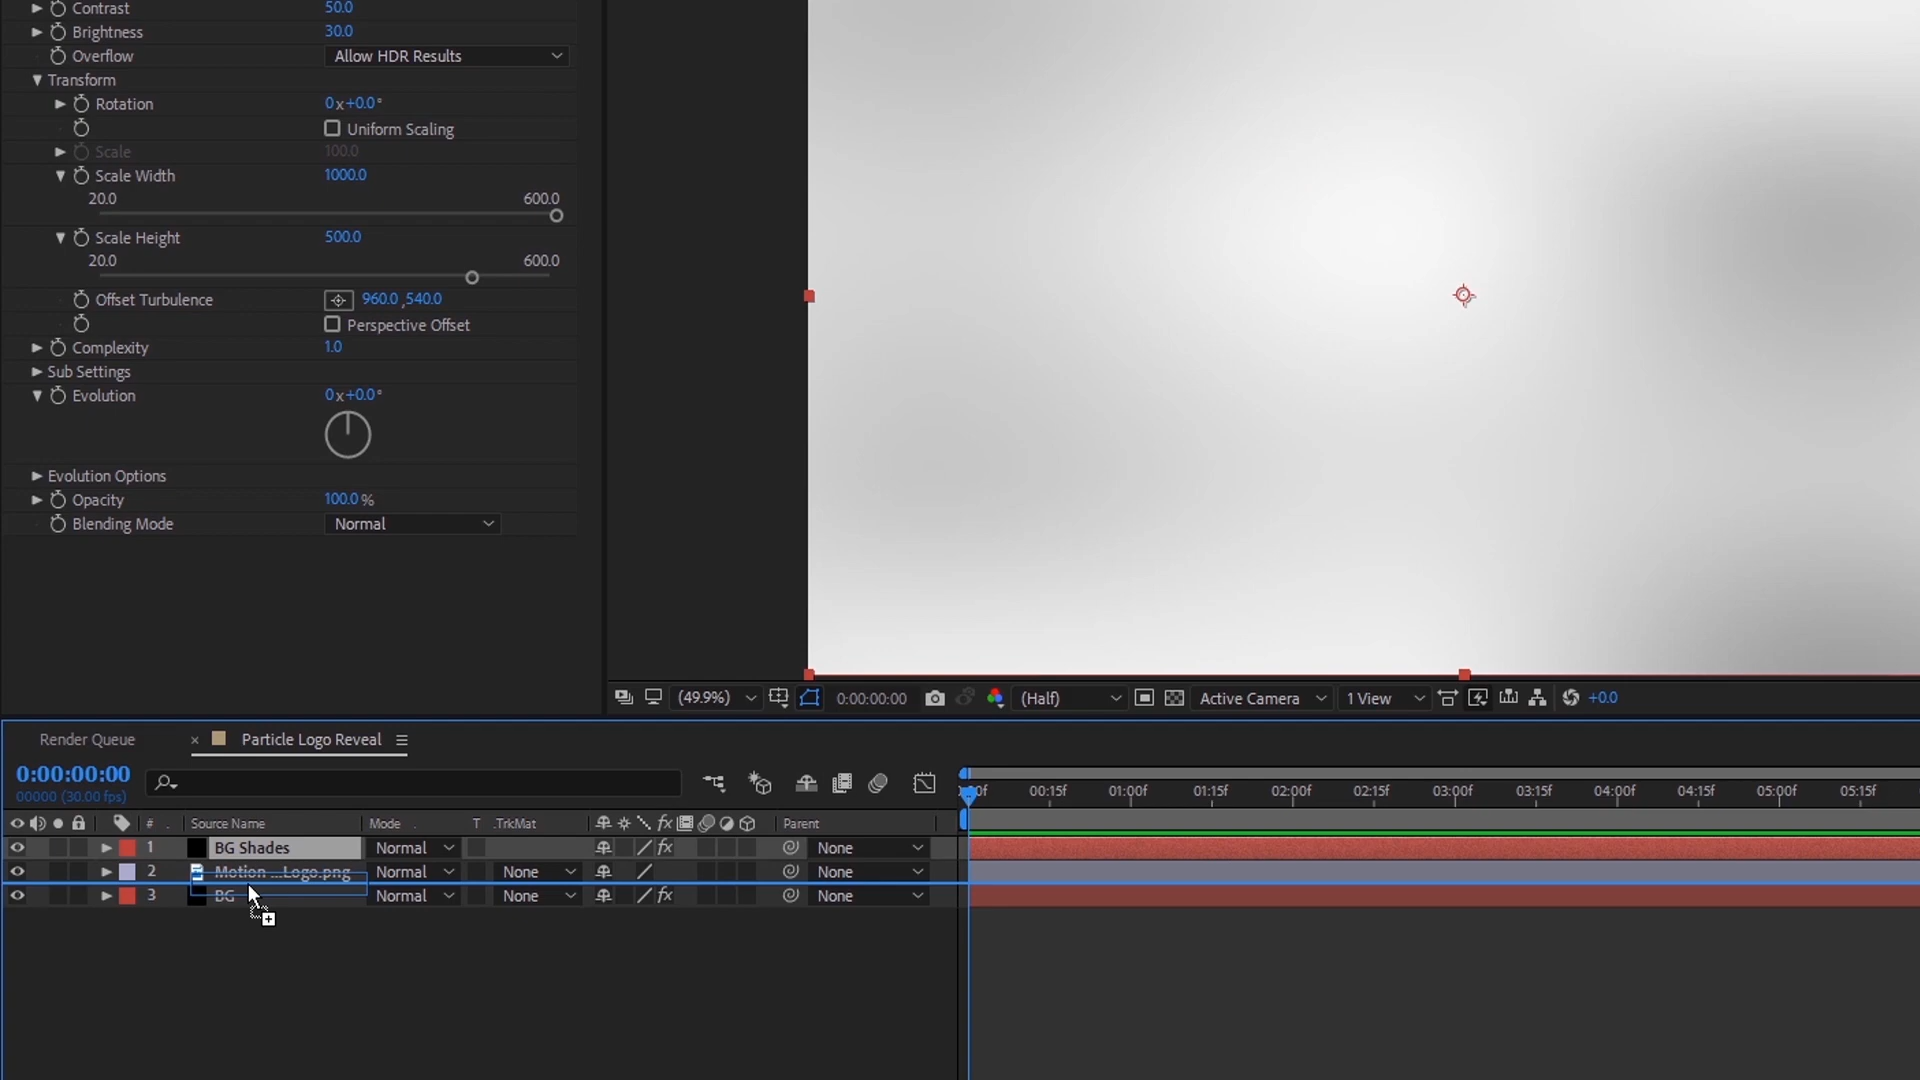 Contrast 50.0
Brightness 30.0
Overflow Allow HDR Results
Transform
Rotation 0x+0.0°
Uniform Scaling
Scale 100.0
Scale Width 1000.0
20.0 600.0
Scale Height 500.0
20.0 600.0
Offset Turbulence 960.0,540.0
Perspective Offset
Complexity 1.0
Sub Settings
Evolution 0x+0.0°
Evolution Options
Opacity 100.0%
Blending Mode Normal
(49.9%) 0:00:00:00 (Half) Active Camera 1 View +0.0
Render Queue × Particle Logo Reveal
0:00:00:00
00000 (30.00 fps)
:00f 00:15f 01:00f 01:15f 02:00f 02:15f 03:00f 03:15f 04:00f 04:15f 05:00f 05:15f
# Source Name Mode T .TrkMat fx Parent
1 BG Shades Normal fx None
2 Motion ...Logo.png Normal None None
3 BG Normal None fx None